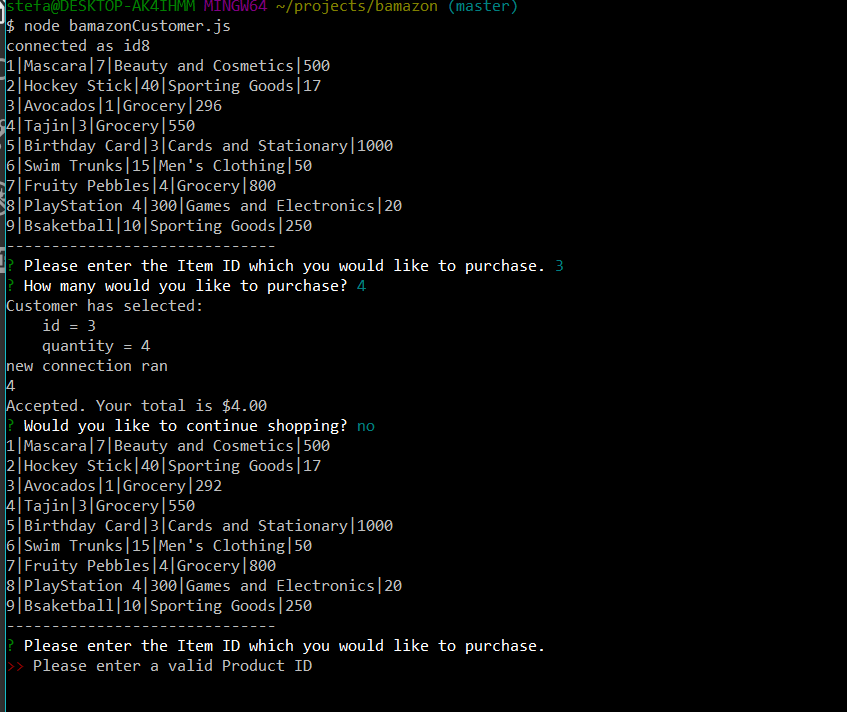 stefa@DESKTOP-AK4IHMM MINGW64 ~/projects/bamazon (master)
$ node bamazonCustomer.js
connected as id8
1|Mascara|7|Beauty and Cosmetics|500
2|Hockey Stick|40|Sporting Goods|17
3|Avocados|1|Grocery|296
4|Tajin|3|Grocery|550
5|Birthday Card|3|Cards and Stationary|1000
6|Swim Trunks|15|Men's Clothing|50
7|Fruity Pebbles|4|Grocery|800
8|PlayStation 4|300|Games and Electronics|20
9|Bsaketball|10|Sporting Goods|250
------------------------------
? Please enter the Item ID which you would like to purchase. 3
? How many would you like to purchase? 4
Customer has selected:
    id = 3
    quantity = 4
new connection ran
4
Accepted. Your total is $4.00
? Would you like to continue shopping? no
1|Mascara|7|Beauty and Cosmetics|500
2|Hockey Stick|40|Sporting Goods|17
3|Avocados|1|Grocery|292
4|Tajin|3|Grocery|550
5|Birthday Card|3|Cards and Stationary|1000
6|Swim Trunks|15|Men's Clothing|50
7|Fruity Pebbles|4|Grocery|800
8|PlayStation 4|300|Games and Electronics|20
9|Bsaketball|10|Sporting Goods|250
------------------------------
? Please enter the Item ID which you would like to purchase.
>> Please enter a valid Product ID